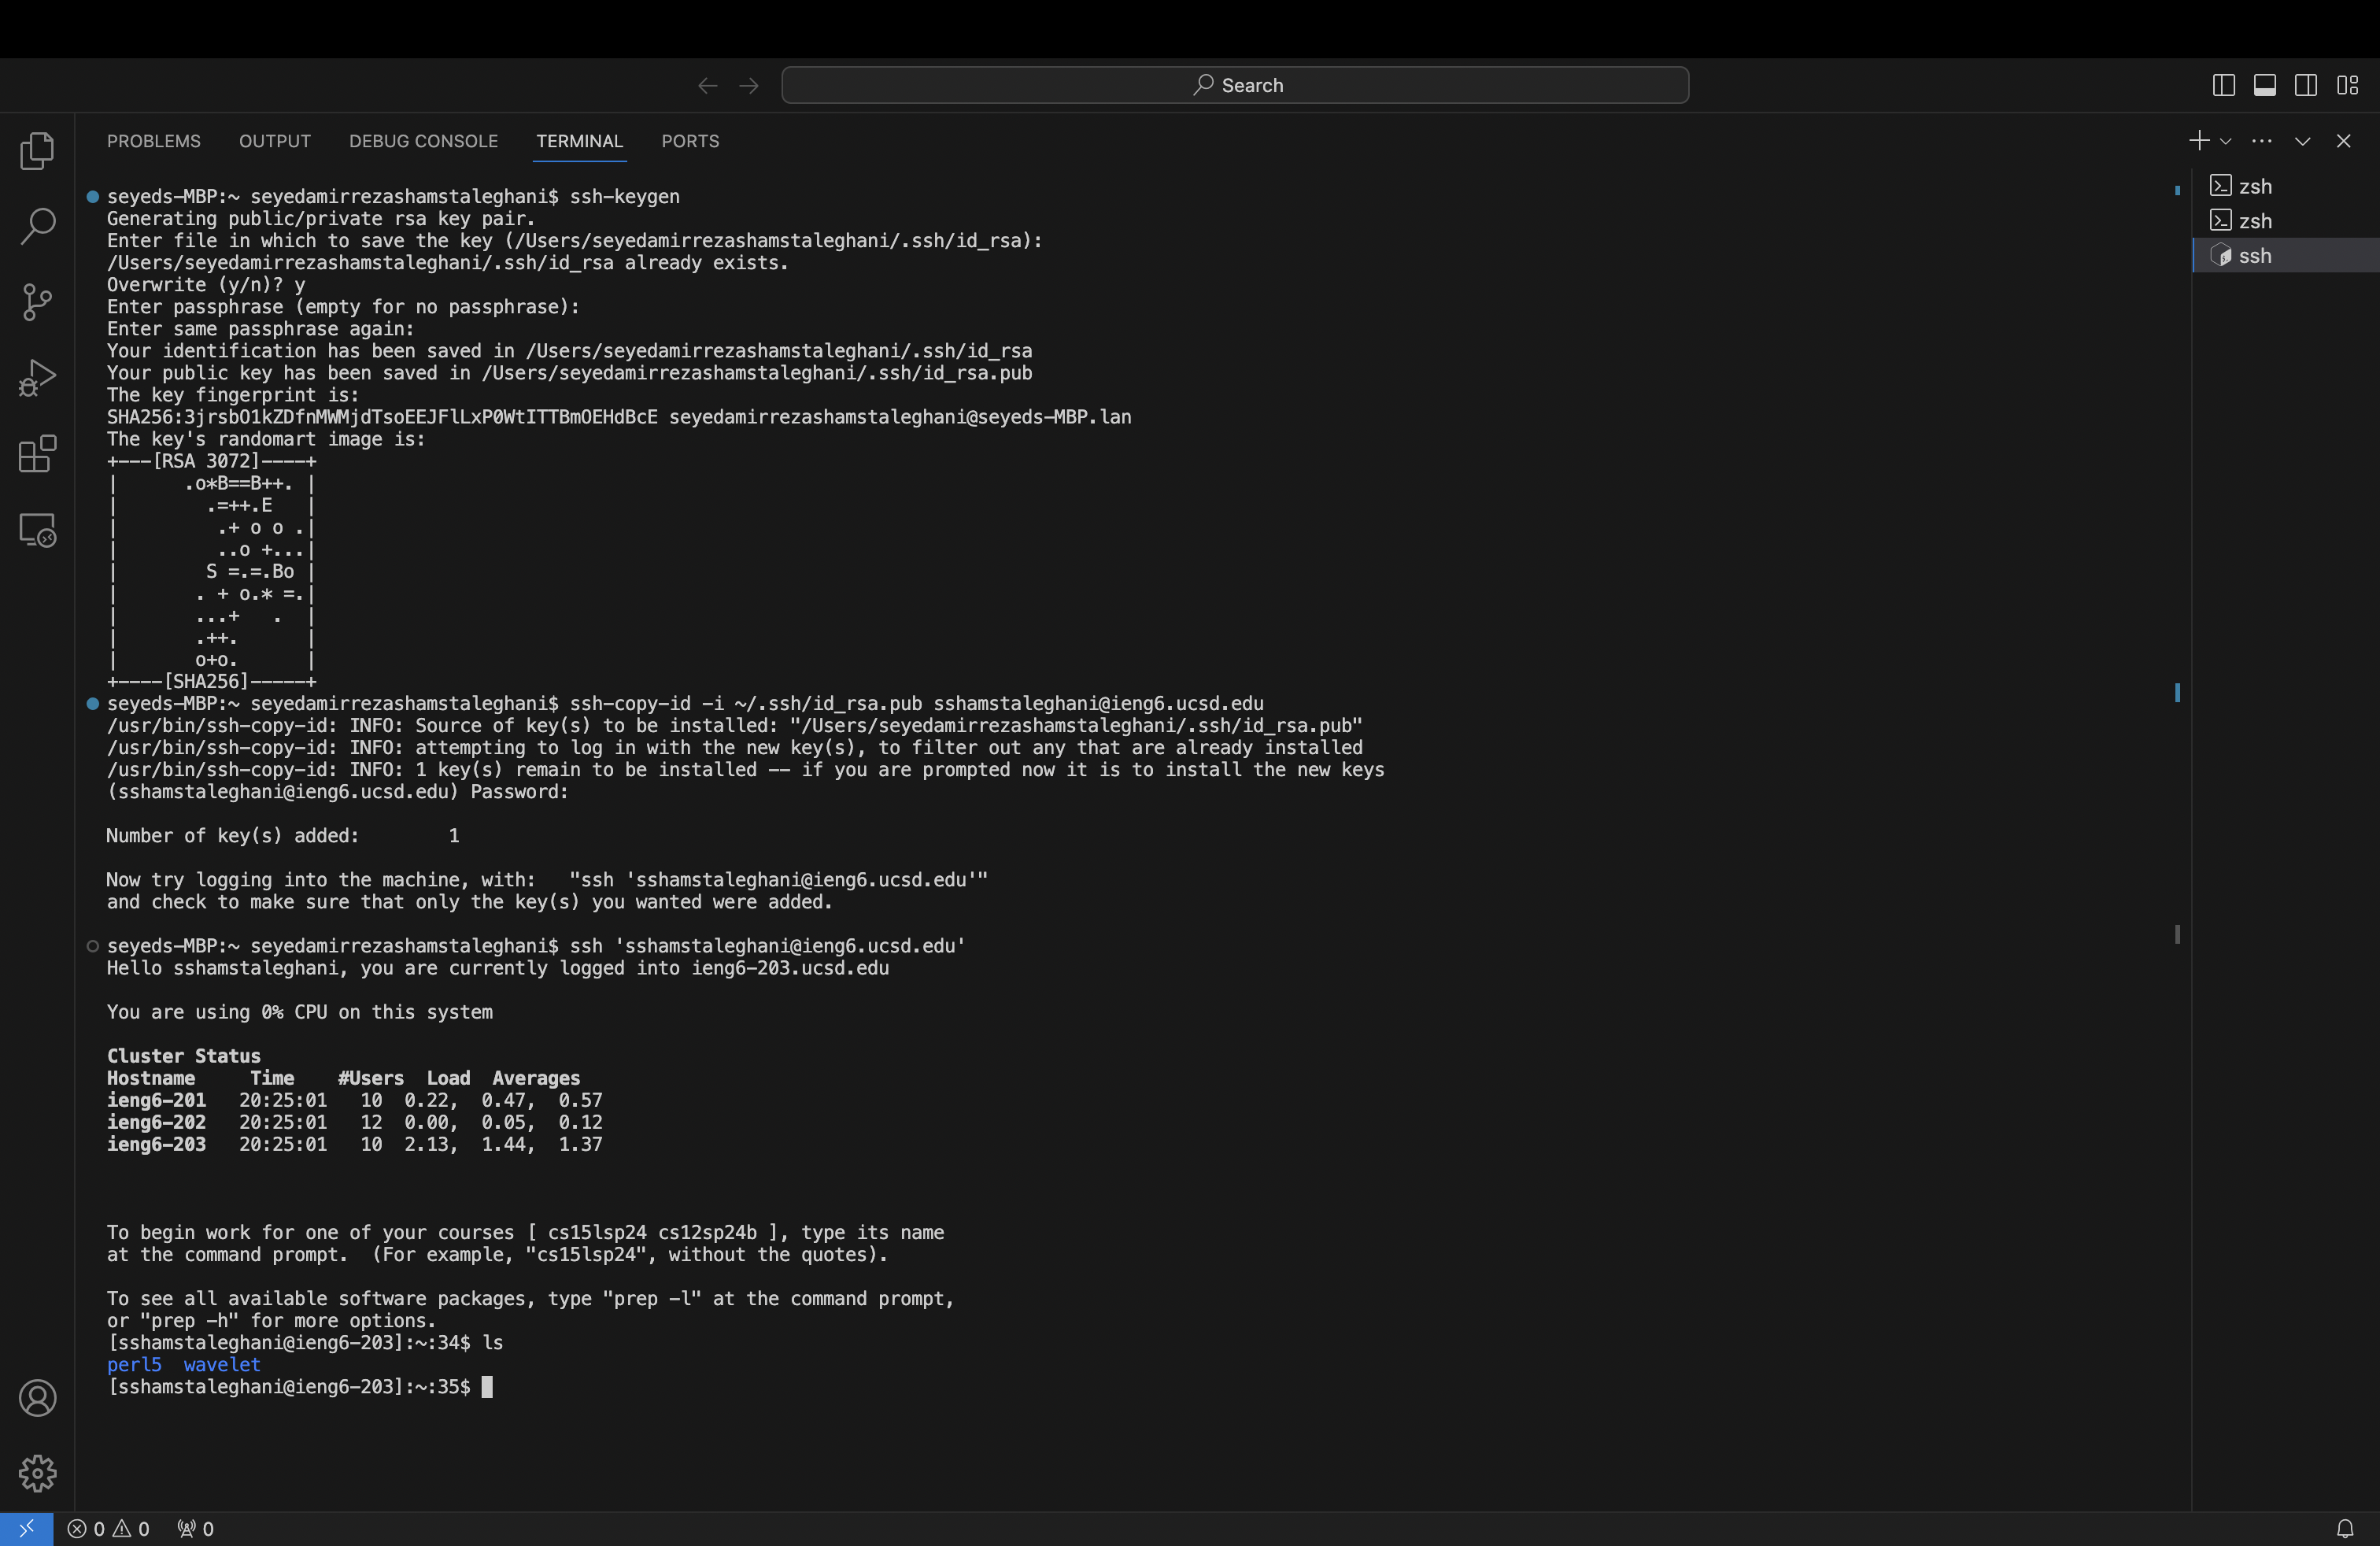 Search
PROBLEMS OUTPUT DEBUG CONSOLE TERMINAL PORTS
zsh
zsh
ssh
seyeds-MBP:~ seyedamirrezashamstaleghani$ ssh-keygen
Generating public/private rsa key pair.
Enter file in which to save the key (/Users/seyedamirrezashamstaleghani/.ssh/id_rsa):
/Users/seyedamirrezashamstaleghani/.ssh/id_rsa already exists.
Overwrite (y/n)? y
Enter passphrase (empty for no passphrase):
Enter same passphrase again:
Your identification has been saved in /Users/seyedamirrezashamstaleghani/.ssh/id_rsa
Your public key has been saved in /Users/seyedamirrezashamstaleghani/.ssh/id_rsa.pub
The key fingerprint is:
SHA256:3jrsbO1kZDfnMWMjdTsoEEJFlLxP0WtITTBmOEHdBcE seyedamirrezashamstaleghani@seyeds-MBP.lan
The key's randomart image is:
+---[RSA 3072]----+
|      .o*B==B++. |
|        .=++.E   |
|         .+ o o .|
|         ..o +...|
|        S =.=.Bo |
|       . + o.* =.|
|       ...+   .  |
|       .++.      |
|       o+o.      |
+----[SHA256]-----+
seyeds-MBP:~ seyedamirrezashamstaleghani$ ssh-copy-id -i ~/.ssh/id_rsa.pub sshamstaleghani@ieng6.ucsd.edu
/usr/bin/ssh-copy-id: INFO: Source of key(s) to be installed: "/Users/seyedamirrezashamstaleghani/.ssh/id_rsa.pub"
/usr/bin/ssh-copy-id: INFO: attempting to log in with the new key(s), to filter out any that are already installed
/usr/bin/ssh-copy-id: INFO: 1 key(s) remain to be installed -- if you are prompted now it is to install the new keys
(sshamstaleghani@ieng6.ucsd.edu) Password:
Number of key(s) added:        1
Now try logging into the machine, with:   "ssh 'sshamstaleghani@ieng6.ucsd.edu'"
and check to make sure that only the key(s) you wanted were added.
seyeds-MBP:~ seyedamirrezashamstaleghani$ ssh 'sshamstaleghani@ieng6.ucsd.edu'
Hello sshamstaleghani, you are currently logged into ieng6-203.ucsd.edu
You are using 0% CPU on this system
Cluster Status
Hostname     Time    #Users  Load  Averages
ieng6-201   20:25:01   10  0.22,  0.47,  0.57
ieng6-202   20:25:01   12  0.00,  0.05,  0.12
ieng6-203   20:25:01   10  2.13,  1.44,  1.37
To begin work for one of your courses [ cs15lsp24 cs12sp24b ], type its name
at the command prompt.  (For example, "cs15lsp24", without the quotes).
To see all available software packages, type "prep -l" at the command prompt,
or "prep -h" for more options.
[sshamstaleghani@ieng6-203]:~:34$ ls
perl5  wavelet
[sshamstaleghani@ieng6-203]:~:35$
0 0 0